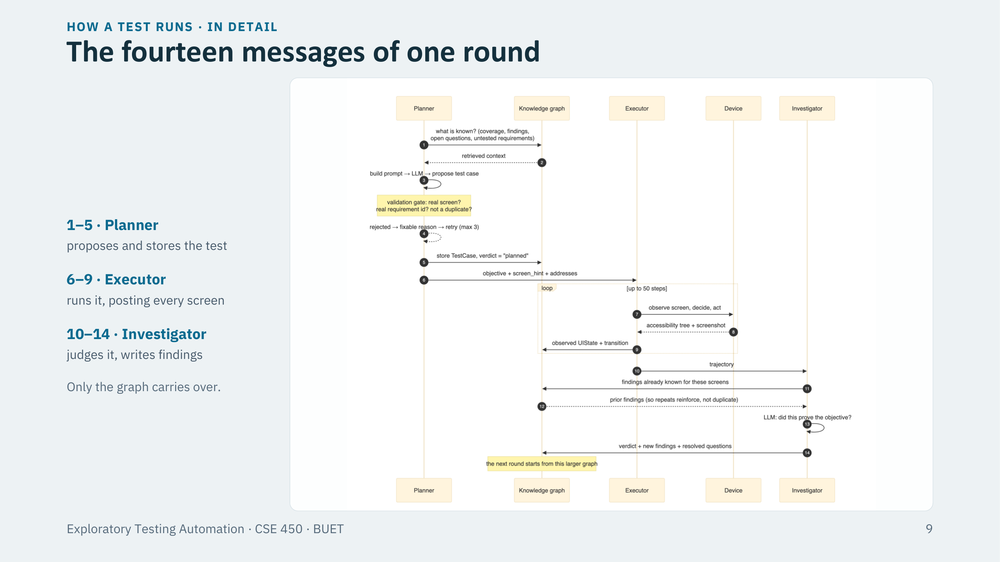 HOW A TEST RUNS · IN DETAIL
The fourteen messages of one round
1–5 · Planner
proposes and stores the test
6–9 · Executor
runs it, posting every screen
10–14 · Investigator
judges it, writes findings
Only the graph carries over.
Planner
Knowledge graph
Executor
Device
Investigator
what is known? (coverage, findings,
open questions, untested requirements)
1
retrieved context
2
build prompt → LLM → propose test case
3
validation gate: real screen?
real requirement id? not a duplicate?
rejected → fixable reason → retry (max 3)
4
store TestCase, verdict = "planned"
5
objective + screen_hint + addresses
6
loop
[up to 50 steps]
observe screen, decide, act
7
accessibility tree + screenshot
8
observed UIState + transition
9
trajectory
10
findings already known for these screens
11
prior findings (so repeats reinforce, not duplicate)
12
LLM: did this prove the objective?
13
verdict + new findings + resolved questions
14
the next round starts from this larger graph
Planner
Knowledge graph
Executor
Device
Investigator
Exploratory Testing Automation · CSE 450 · BUET
9